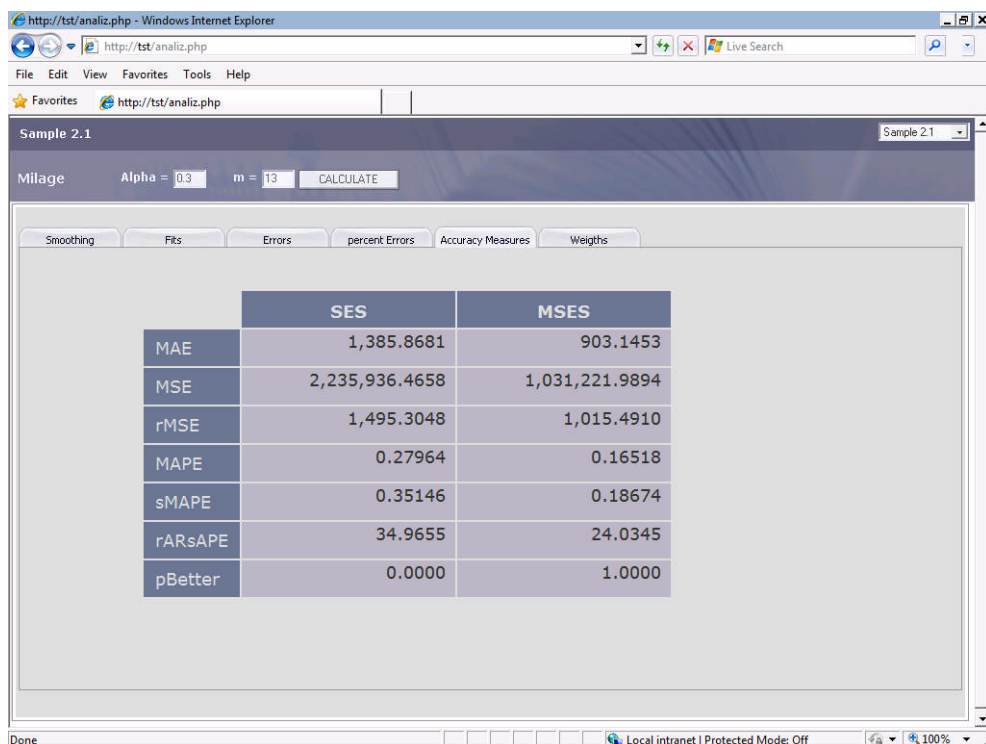 http://tst/analiz.php - Windows Internet Explorer
http://tst/analiz.php Live Search
File Edit View Favorites Tools Help
Favorites http://tst/analiz.php
Sample 2.1 Sample 2.1
Milage Alpha = 0.3 m = 13 CALCULATE
Smoothing Fits Errors percent Errors Accuracy Measures Weigths
SES MSES
MAE 1,385.8681 903.1453
MSE 2,235,936.4658 1,031,221.9894
rMSE 1,495.3048 1,015.4910
MAPE 0.27964 0.16518
sMAPE 0.35146 0.18674
rARsAPE 34.9655 24.0345
pBetter 0.0000 1.0000
Done Local intranet | Protected Mode: Off 100%